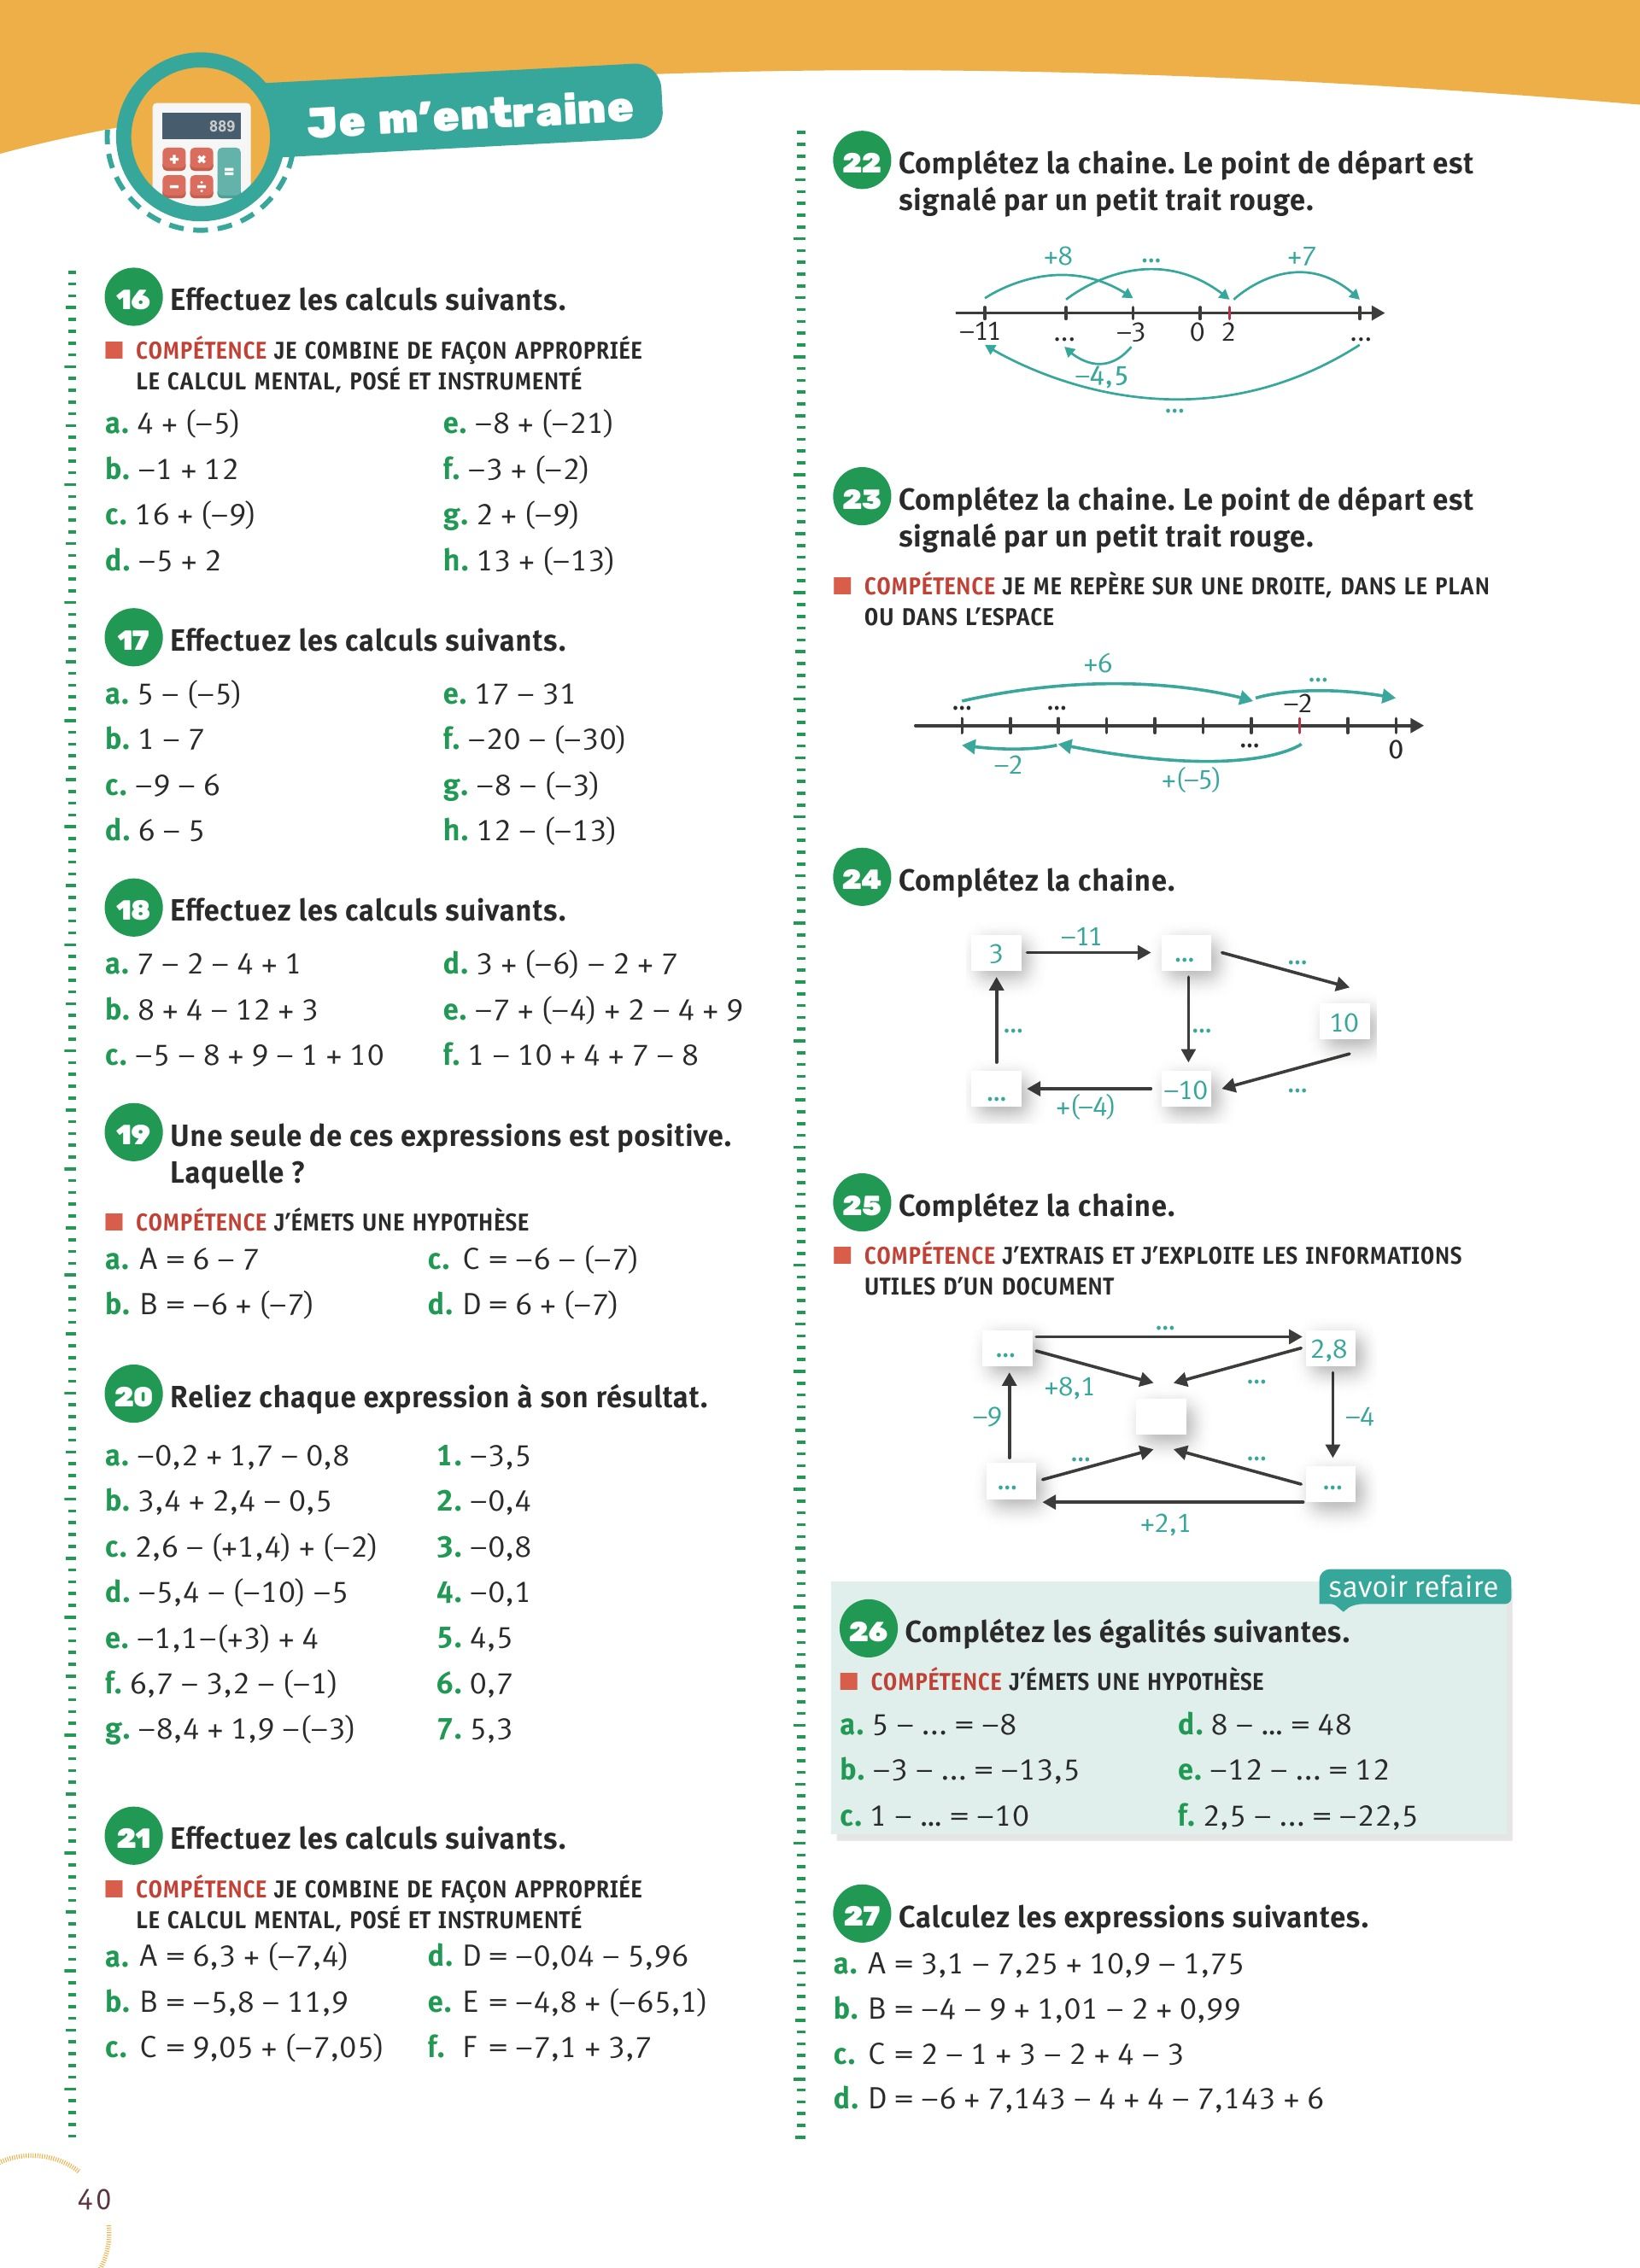 889
Je m'entraine
16 Effectuez les calculs suivants.
COMPÉTENCE JE COMBINE DE FAÇON APPROPRIÉE
LE CALCUL MENTAL, POSÉ ET INSTRUMENTÉ
a. 4 + (–5)
b. –1 + 12
c. 16 + (–9)
d. –5 + 2
e. –8 + (–21)
f. –3 + (–2)
g. 2 + (–9)
h. 13 + (–13)
17 Effectuez les calculs suivants.
a. 5 – (–5)
b. 1 – 7
c. –9 – 6
d. 6 – 5
e. 17 – 31
f. –20 – (–30)
g. –8 – (–3)
h. 12 – (–13)
18 Effectuez les calculs suivants.
a. 7 – 2 – 4 + 1
b. 8 + 4 – 12 + 3
c. –5 – 8 + 9 – 1 + 10
d. 3 + (–6) – 2 + 7
e. –7 + (–4) + 2 – 4 + 9
f. 1 – 10 + 4 + 7 – 8
19 Une seule de ces expressions est positive.
Laquelle ?
COMPÉTENCE J'ÉMETS UNE HYPOTHÈSE
a. A = 6 – 7
b. B = –6 + (–7)
c. C = –6 – (–7)
d. D = 6 + (–7)
20 Reliez chaque expression à son résultat.
a. –0,2 + 1,7 – 0,8
b. 3,4 + 2,4 – 0,5
c. 2,6 – (+1,4) + (–2)
d. –5,4 – (–10) –5
e. –1,1–(+3) + 4
f. 6,7 – 3,2 – (–1)
g. –8,4 + 1,9 –(–3)
1. –3,5
2. –0,4
3. –0,8
4. –0,1
5. 4,5
6. 0,7
7. 5,3
21 Effectuez les calculs suivants.
COMPÉTENCE JE COMBINE DE FAÇON APPROPRIÉE
LE CALCUL MENTAL, POSÉ ET INSTRUMENTÉ
a. A = 6,3 + (–7,4)
b. B = –5,8 – 11,9
c. C = 9,05 + (–7,05)
d. D = –0,04 – 5,96
e. E = –4,8 + (–65,1)
f. F = –7,1 + 3,7
22 Complétez la chaine. Le point de départ est
signalé par un petit trait rouge.
+8 ... +7
–11 ... –3 0 2 ...
–4,5
...
23 Complétez la chaine. Le point de départ est
signalé par un petit trait rouge.
COMPÉTENCE JE ME REPÈRE SUR UNE DROITE, DANS LE PLAN
OU DANS L'ESPACE
+6 ...
... ... –2
... 0
–2 +(–5)
24 Complétez la chaine.
3 –11 ... ...
... ... 10
... +(–4) –10 ...
25 Complétez la chaine.
COMPÉTENCE J'EXTRAIS ET J'EXPLOITE LES INFORMATIONS
UTILES D'UN DOCUMENT
...
... 2,8
+8,1 ...
–9 –4
... ...
... ...
+2,1
savoir refaire
26 Complétez les égalités suivantes.
COMPÉTENCE J'ÉMETS UNE HYPOTHÈSE
a. 5 – ... = –8
b. –3 – ... = –13,5
c. 1 – ... = –10
d. 8 – ... = 48
e. –12 – ... = 12
f. 2,5 – ... = –22,5
27 Calculez les expressions suivantes.
a. A = 3,1 – 7,25 + 10,9 – 1,75
b. B = –4 – 9 + 1,01 – 2 + 0,99
c. C = 2 – 1 + 3 – 2 + 4 – 3
d. D = –6 + 7,143 – 4 + 4 – 7,143 + 6
40